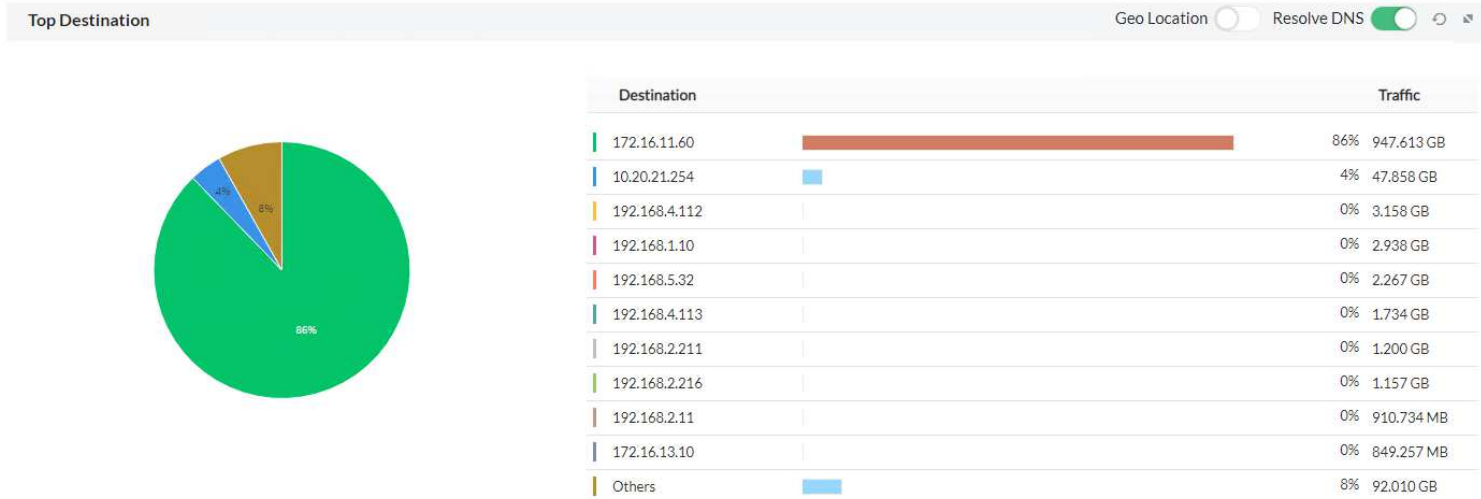 Top Destination Geo Location Resolve DNS
Destination Traffic
172.16.11.60 86% 947.613 GB
10.20.21.254 4% 47.858 GB
192.168.4.112 0% 3.158 GB
192.168.1.10 0% 2.938 GB
192.168.5.32 0% 2.267 GB
192.168.4.113 0% 1.734 GB
192.168.2.211 0% 1.200 GB
192.168.2.216 0% 1.157 GB
192.168.2.11 0% 910.734 MB
172.16.13.10 0% 849.257 MB
Others 8% 92.010 GB
4%
8%
86%